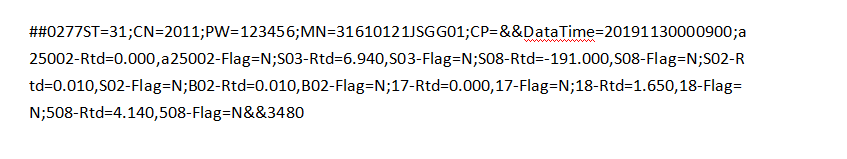 ##0277ST=31;CN=2011;PW=123456;MN=31610121JSGG01;CP=&&DataTime=20191130000900;a
25002-Rtd=0.000,a25002-Flag=N;S03-Rtd=6.940,S03-Flag=N;S08-Rtd=-191.000,S08-Flag=N;S02-R
td=0.010,S02-Flag=N;B02-Rtd=0.010,B02-Flag=N;17-Rtd=0.000,17-Flag=N;18-Rtd=1.650,18-Flag=
N;508-Rtd=4.140,508-Flag=N&&3480